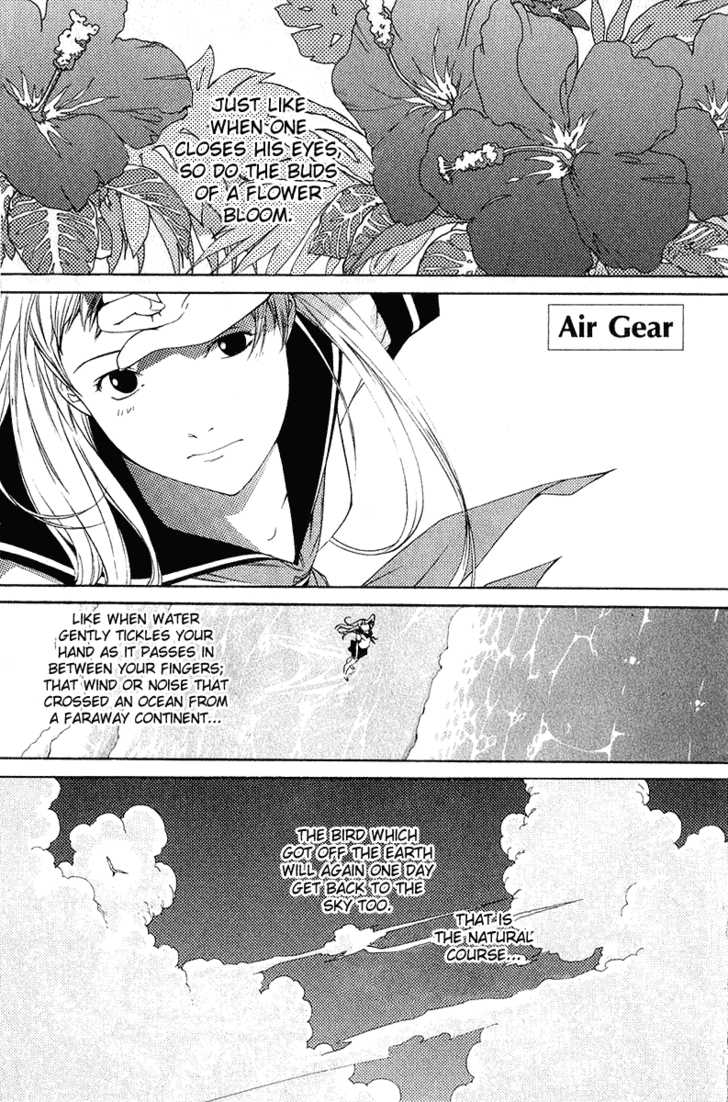 JUST LIKE
WHEN ONE
CLOSES HIS EYES,
SO DO THE BUDS
OF A FLOWER
BLOOM.
Air Gear
LIKE WHEN WATER
GENTLY TICKLES YOUR
HAND AS IT PASSES IN
BETWEEN YOUR FINGERS;
THAT WIND OR NOISE THAT
CROSSED AN OCEAN FROM
A FARAWAY CONTINENT...
THE BIRD WHICH
GOT OFF THE EARTH
WILL AGAIN ONE DAY
GET BACK TO THE
SKY TOO.
THAT IS
THE NATURAL
COURSE...